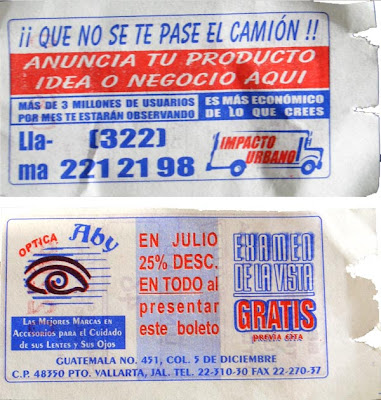 ¡¡ QUE NO SE TE PASE EL CAMIÓN !!
ANUNCIA TU PRODUCTO
IDEA O NEGOCIO AQUI
MÁS DE 3 MILLONES DE USUARIOS
POR MES TE ESTARÁN OBSERVANDO
ES MÁS ECONÓMICO
DE LO QUE CREES
Lla- (322)
ma 221 21 98
IMPACTO
URBANO
OPTICA Aby
Las Mejores Marcas en
Accesorios para el Cuidado
de sus Lentes y Sus Ojos
EN JULIO
25% DESC.
EN TODO al
presentar
este boleto
EXAMEN
DE LA VISTA
GRATIS
PREVIA CITA
GUATEMALA NO. 451, COL. 5 DE DICIEMBRE
C.P. 48350 PTO. VALLARTA, JAL. TEL. 22-310-30 FAX 22-270-37